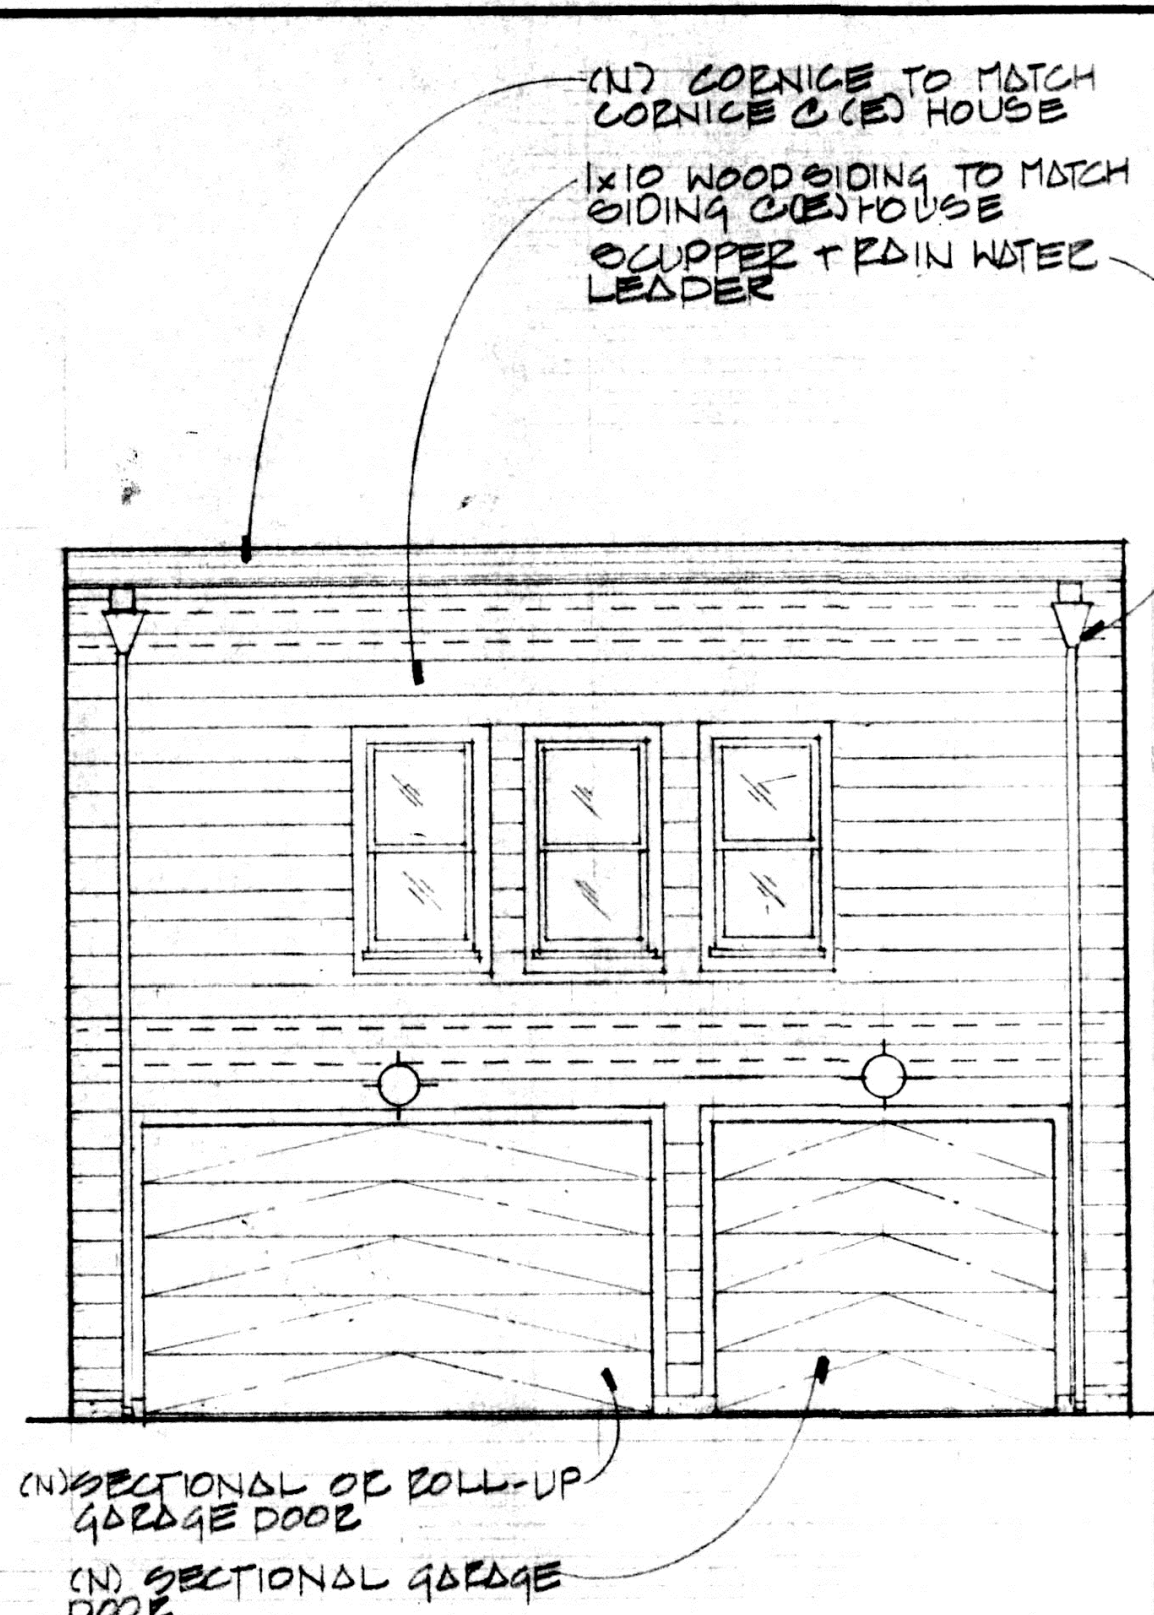 (N) CORNICE TO MATCH
CORNICE @ (E) HOUSE
1x10 WOOD SIDING TO MATCH
SIDING @ (E) HOUSE
SCUPPER + RAIN WATER
LEADER
(N) SECTIONAL OR ROLL-UP
GARAGE DOOR
(N) SECTIONAL GARAGE
DOOR